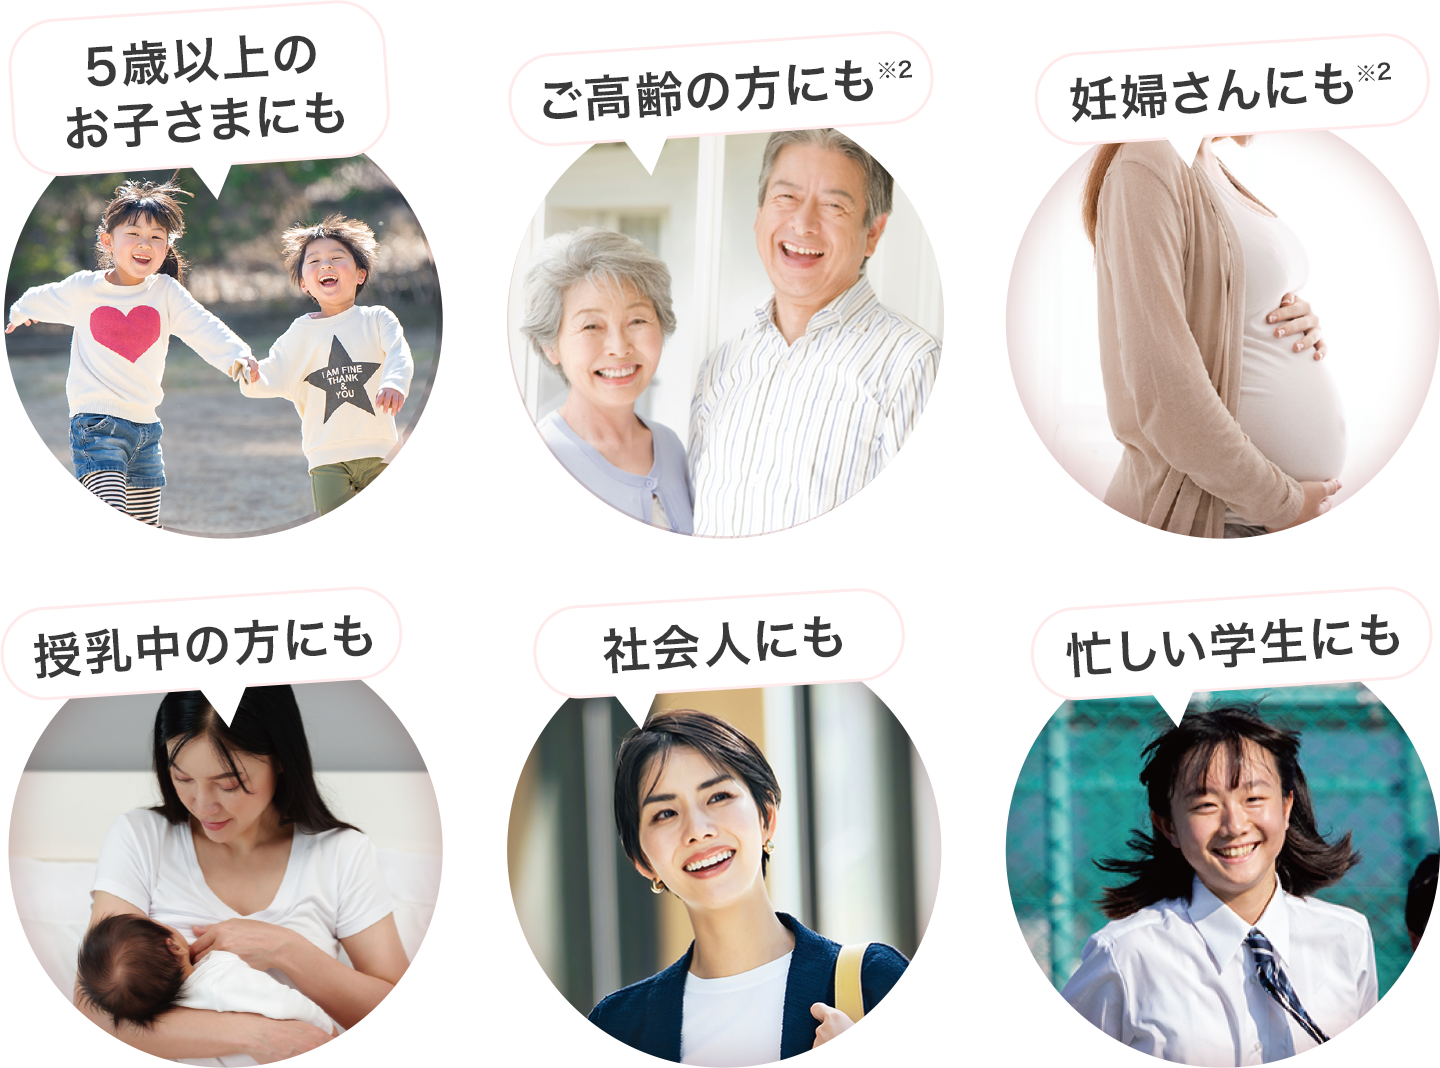 5歳以上の
お子さまにも
ご高齢の方にも※2
妊婦さんにも※2
I AM FINE
THANK
&
YOU
授乳中の方にも
社会人にも
忙しい学生にも